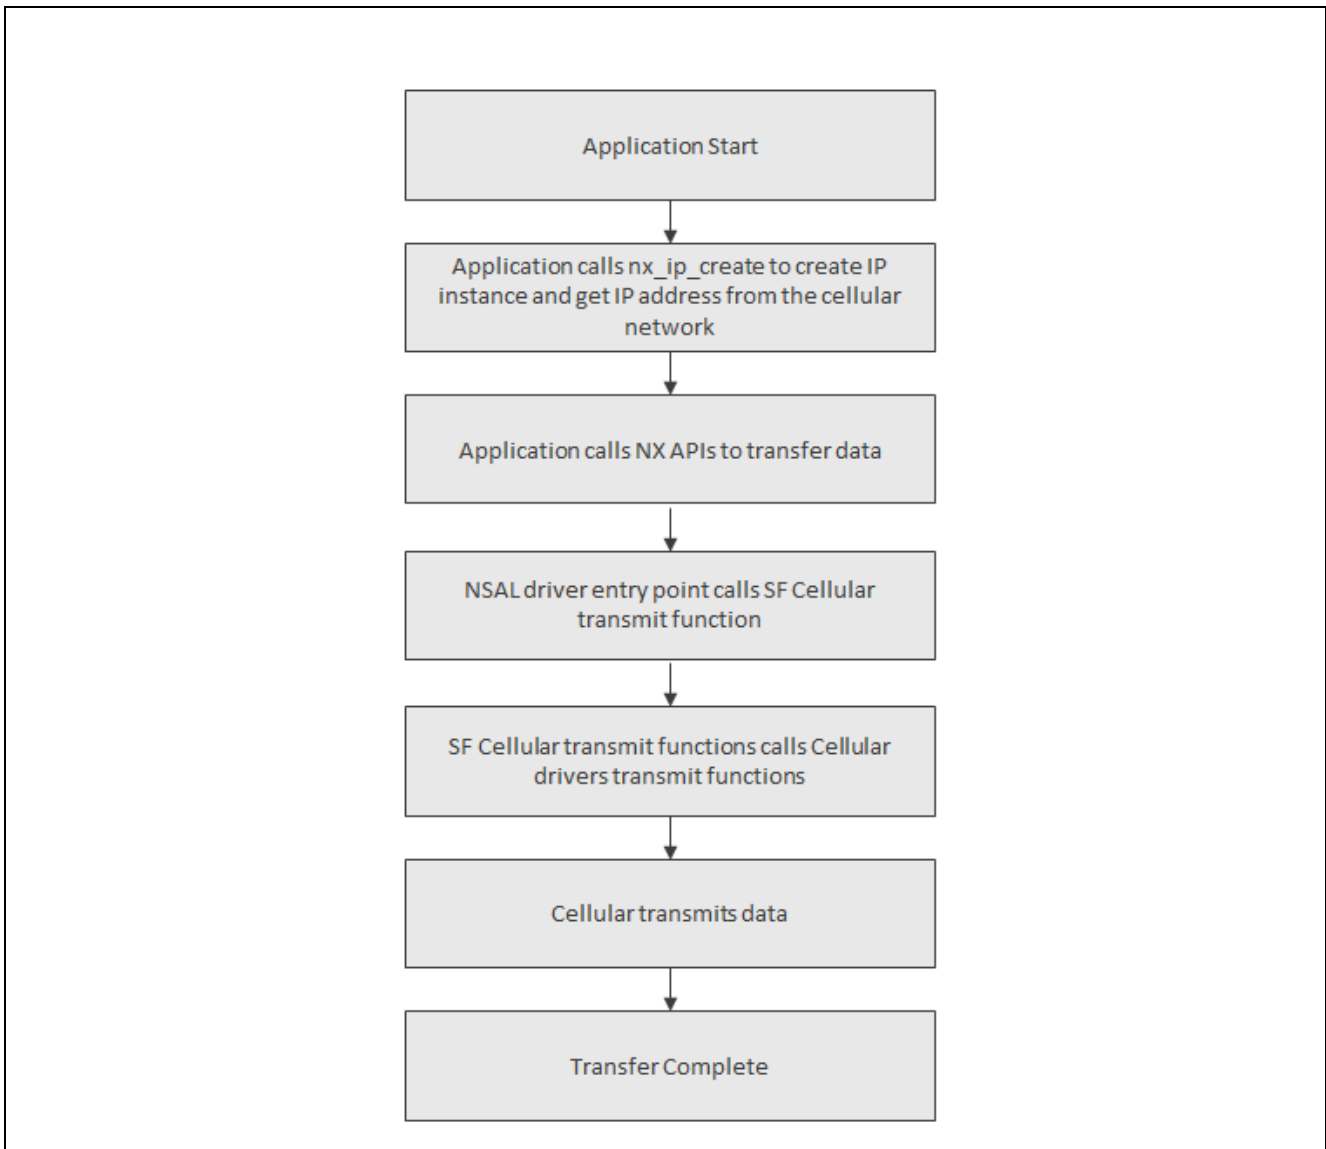 Application Start
Application calls nx_ip_create to create IP
instance and get IP address from the cellular
network
Application calls NX APIs to transfer data
NSAL driver entry point calls SF Cellular
transmit function
SF Cellular transmit functions calls Cellular
drivers transmit functions
Cellular transmits data
Transfer Complete